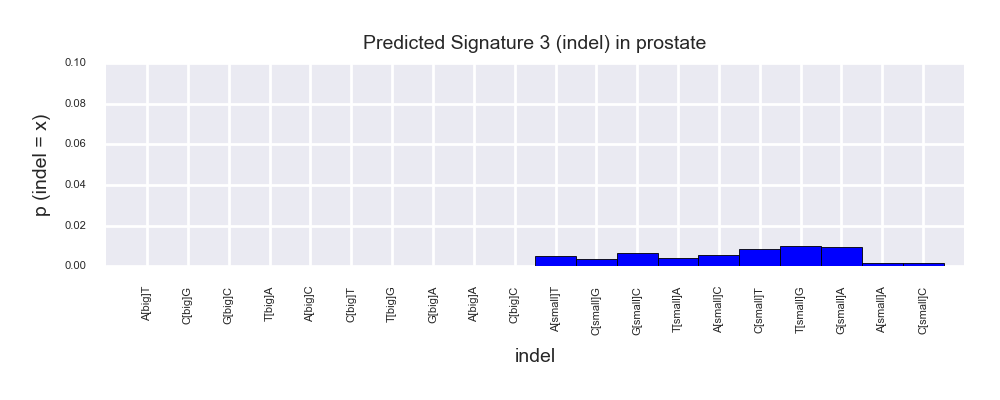 Predicted Signature 3 (indel) in prostate
p (indel = x)
0.10
0.08
0.06
0.04
0.02
0.00
A[big]T
C[big]G
G[big]C
T[big]A
A[big]C
C[big]T
T[big]G
G[big]A
A[big]A
C[big]C
A[small]T
C[small]G
G[small]C
T[small]A
A[small]C
C[small]T
T[small]G
G[small]A
A[small]A
C[small]C
indel